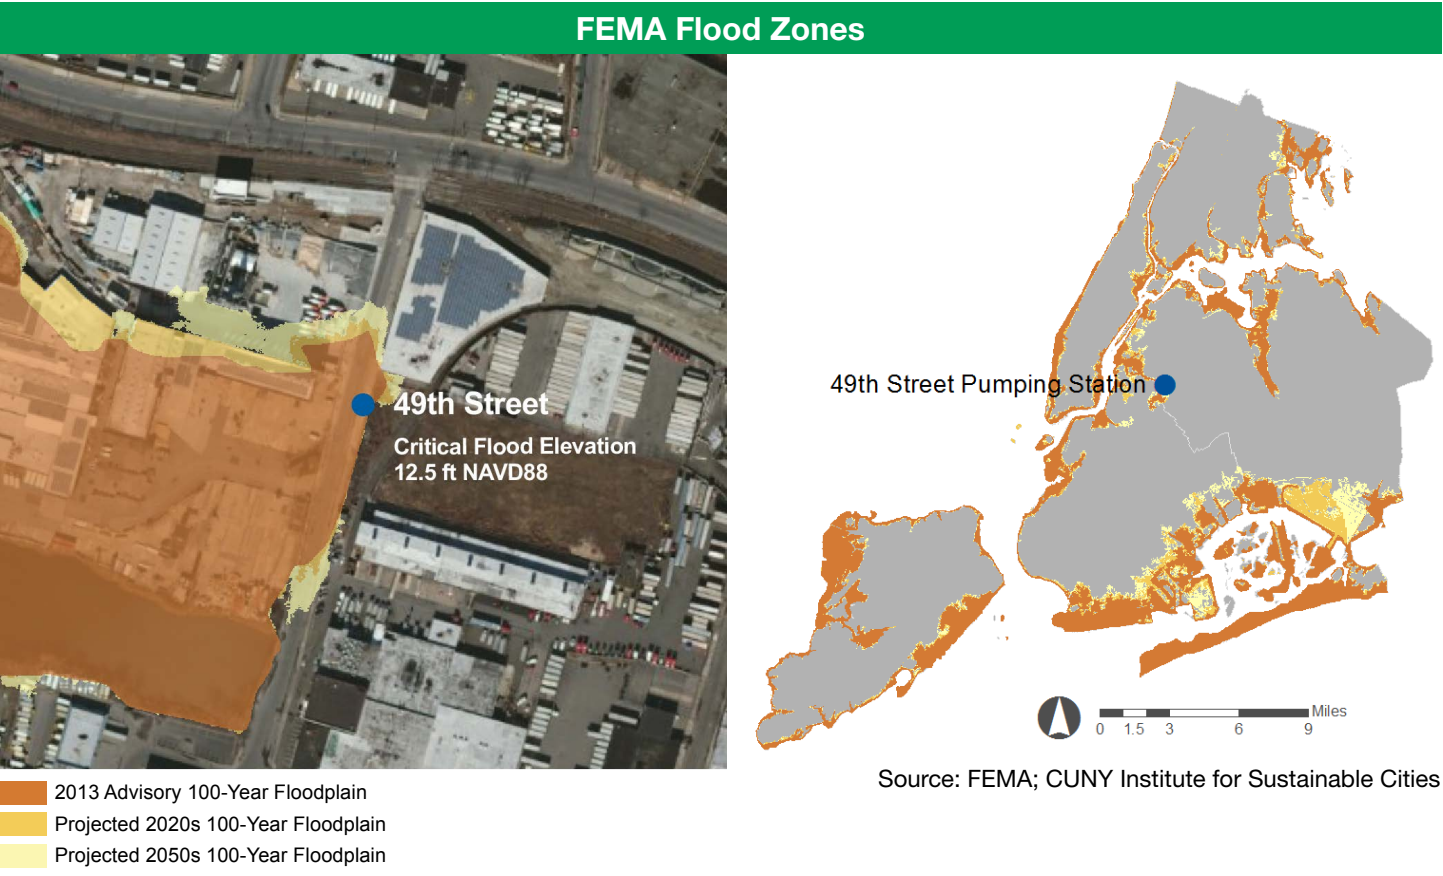 FEMA Flood Zones
49th Street
Critical Flood Elevation
12.5 ft NAVD88
49th Street Pumping Station
Miles
0 1.5 3 6 9
Source: FEMA; CUNY Institute for Sustainable Cities
2013 Advisory 100-Year Floodplain
Projected 2020s 100-Year Floodplain
Projected 2050s 100-Year Floodplain